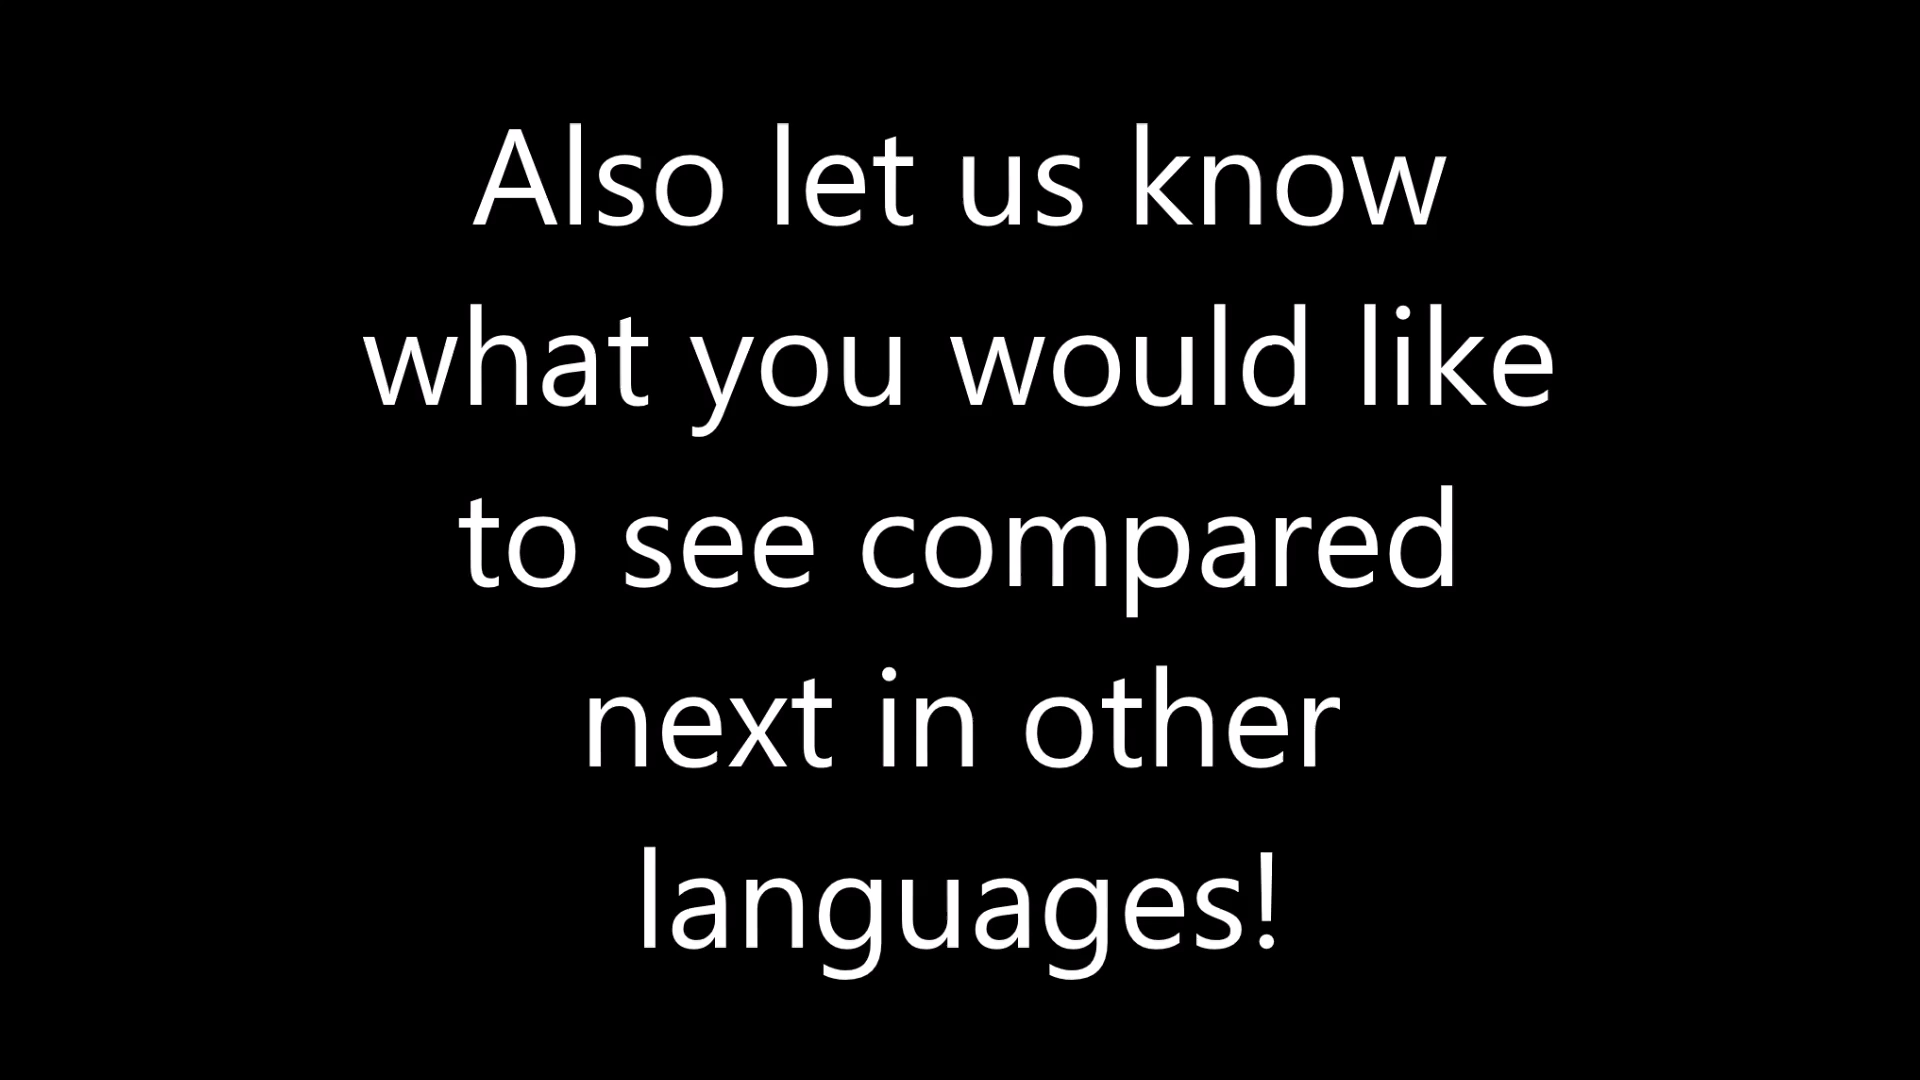 Also let us know
what you would like
to see compared
next in other
languages!